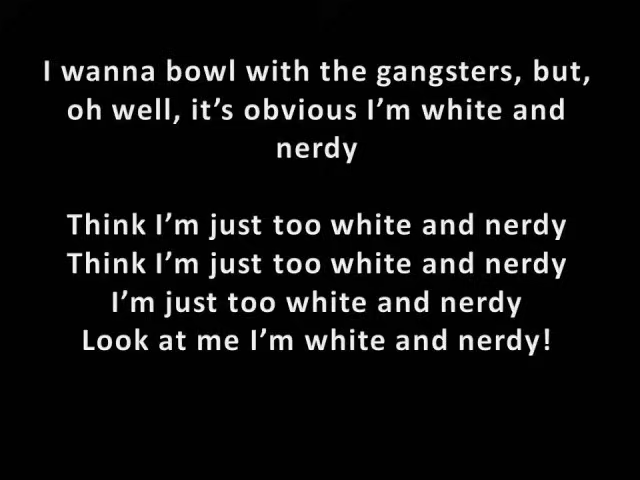 I wanna bowl with the gangsters, but,
oh well, it's obvious I'm white and
nerdy
Think I'm just too white and nerdy
Think I'm just too white and nerdy
I'm just too white and nerdy
Look at me I'm white and nerdy!